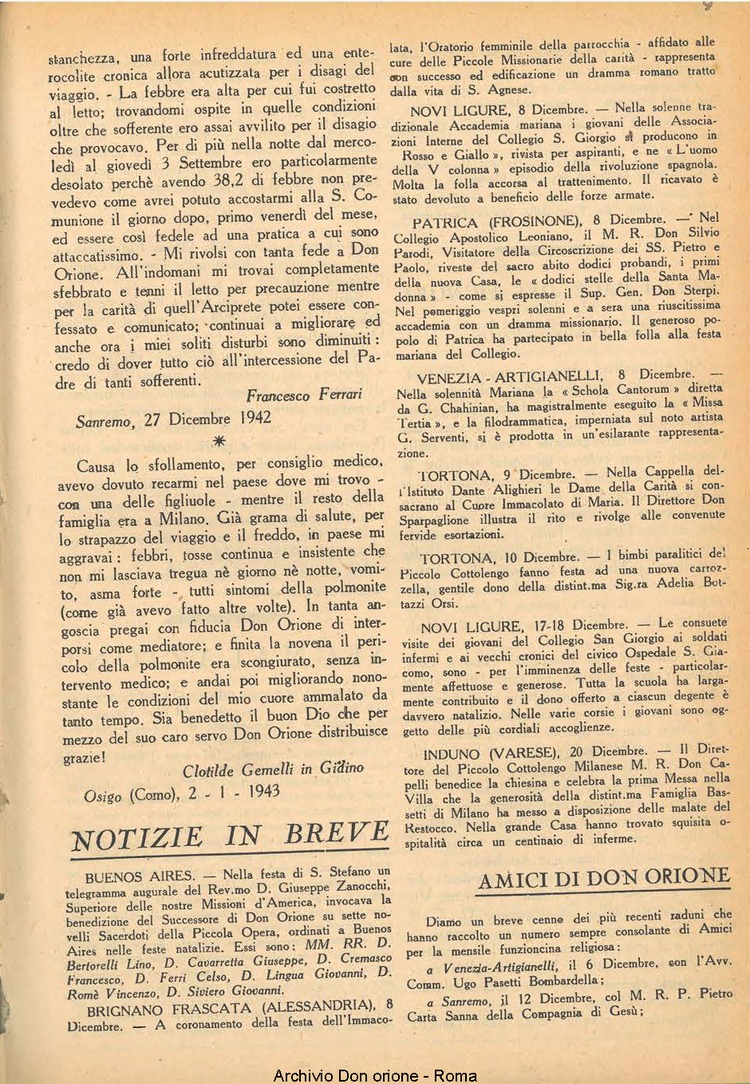 stanchezza, una forte infreddatura ed una ente-
rocolite cronica allora acutizzata per i disagi del
viaggio. - La febbre era alta per cui fui costretto
al letto; trovandomi ospite in quelle condizioni
oltre che sofferente ero assai avvilito per il disagio
che provocavo. Per di più nella notte dal merco-
ledì al giovedì 3 Settembre ero particolarmente
desolato perchè avendo 38,2 di febbre non pre-
vedevo come avrei potuto accostarmi alla S. Co-
munione il giorno dopo, primo venerdì del mese,
ed essere così fedele ad una pratica a cui sono
attaccatissimo. - Mi rivolsi con tanta fede a Don
Orione. All'indomani mi trovai completamente
sfebbrato e tenni il letto per precauzione mentre
per la carità di quell'Arciprete potei essere con-
fessato e comunicato; continuai a migliorare ed
anche ora i miei soliti disturbi sono diminuiti :
credo di dover tutto ciò all'intercessione del Pa-
dre di tanti sofferenti.
Francesco Ferrari
Sanremo, 27 Dicembre 1942
*
Causa lo sfollamento, per consiglio medico,
avevo dovuto recarmi nel paese dove mi trovo -
con una delle figliuole - mentre il resto della
famiglia era a Milano. Già grama di salute, per
lo strapazzo del viaggio e il freddo, in paese mi
aggravai : febbri, tosse continua e insistente che
non mi lasciava tregua nè giorno nè notte, vomi-
to, asma forte - tutti sintomi della polmonite
(come già avevo fatto altre volte). In tanta an-
goscia pregai con fiducia Don Orione di inter-
porsi come mediatore; e finita la novena il peri-
colo della polmonite era scongiurato, senza in-
tervento medico; e andai poi migliorando nono-
stante le condizioni del mio cuore ammalato da
tanto tempo. Sia benedetto il buon Dio che per
mezzo del suo caro servo Don Orione distribuisce
grazie!
Clotilde Gemelli in Gidino
Osigo (Como), 2 - 1 - 1943
NOTIZIE IN BREVE
BUENOS AIRES. — Nella festa di S. Stefano un
telegramma augurale del Rev.mo D. Giuseppe Zanocchi,
Superiore delle nostre Missioni d'America, invocava la
benedizione del Successore di Don Orione su sette no-
velli Sacerdoti della Piccola Opera, ordinati a Buenos
Aires nelle feste natalizie. Essi sono: MM. RR. D.
Bertorelli Lino, D. Cavarretta Giuseppe, D. Cremasco
Francesco, D. Ferri Celso, D. Lingua Giovanni, D.
Romè Vincenzo, D. Siviero Giovanni.
BRIGNANO FRASCATA (ALESSANDRIA), 8
Dicembre. — A coronamento della festa dell'Immaco-
lata, l'Oratorio femminile della parrocchia - affidato alle
cure delle Piccole Missionarie della carità - rappresenta
con successo ed edificazione un dramma romano tratto
dalla vita di S. Agnese.
NOVI LIGURE, 8 Dicembre. — Nella solenne tra-
dizionale Accademia mariana i giovani delle Associa-
zioni Interne del Collegio S. Giorgio si producono in
Rosso e Giallo », rivista per aspiranti, e ne « L'uomo
della V colonna » episodio della rivoluzione spagnola.
Molta la folla accorsa al trattenimento. Il ricavato è
stato devoluto a beneficio delle forze armate.
PATRICA (FROSINONE), 8 Dicembre. — Nel
Collegio Apostolico Leoniano, il M. R. Don Silvio
Parodi, Visitatore della Circoscrizione dei SS. Pietro e
Paolo, riveste del sacro abito dodici probandi, i primi
della nuova Casa, le « dodici stelle della Santa Ma-
donna » - come si espresse il Sup. Gen. Don Sterpi.
Nel pomeriggio vespri solenni e a sera una riuscitissima
accademia con un dramma missionario. Il generoso po-
polo di Patrica ha partecipato in bella folla alla festa
mariana del Collegio.
VENEZIA - ARTIGIANELLI, 8 Dicembre. —
Nella solennità Mariana la « Schola Cantorum » diretta
da G. Chahinian, ha magistralmente eseguito la « Missa
Tertia », e la filodrammatica, imperniata sul noto artista
G. Serventi, si è prodotta in un'esilarante rappresenta-
zione.
TORTONA, 9 Dicembre. — Nella Cappella del-
l'Istituto Dante Alighieri le Dame della Carità si con-
sacrano al Cuore Immacolato di Maria. Il Direttore Don
Sparpaglione illustra il rito e rivolge alle convenute
fervide esortazioni.
TORTONA, 10 Dicembre. — I bimbi paralitici del
Piccolo Cottolengo fanno festa ad una nuova carroz-
zella, gentile dono della distint.ma Sig.ra Adelia Bot-
tazzi Orsi.
NOVI LIGURE, 17-18 Dicembre. — Le consuete
visite dei giovani del Collegio San Giorgio ai soldati
infermi e ai vecchi cronici del civico Ospedale S. Gia-
como, sono - per l'imminenza delle feste - particolar-
mente affettuose e generose. Tutta la scuola ha larga-
mente contribuito e il dono offerto a ciascun degente è
davvero natalizio. Nelle varie corsie i giovani sono og-
getto delle più cordiali accoglienze.
INDUNO (VARESE), 20 Dicembre. — Il Diret-
tore del Piccolo Cottolengo Milanese M. R. Don Ca-
pelli benedice la chiesina e celebra la prima Messa nella
Villa che la generosità della distint.ma Famiglia Bas-
setti di Milano ha messo a disposizione delle malate del
Restocco. Nella grande Casa hanno trovato squisita o-
spitalità circa un centinaio di inferme.
AMICI DI DON ORIONE
Diamo un breve cenno dei più recenti raduni che
hanno raccolto un numero sempre consolante di Amici
per la mensile funzioncina religiosa :
a Venezia-Artigianelli, il 6 Dicembre, con l'Avv.
Comm. Ugo Pasetti Bombardella;
a Sanremo, il 12 Dicembre, col M. R. P. Pietro
Carta Sanna della Compagnia di Gesù;
Archivio Don orione - Roma